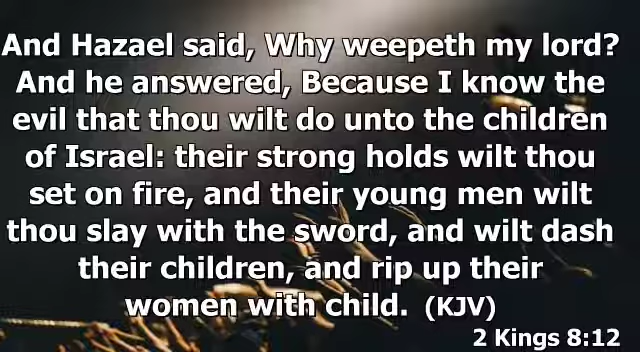 And Hazael said, Why weepeth my lord?
And he answered, Because I know the
evil that thou wilt do unto the children
of Israel: their strong holds wilt thou
set on fire, and their young men wilt
thou slay with the sword, and wilt dash
their children, and rip up their
women with child. (KJV)
2 Kings 8:12